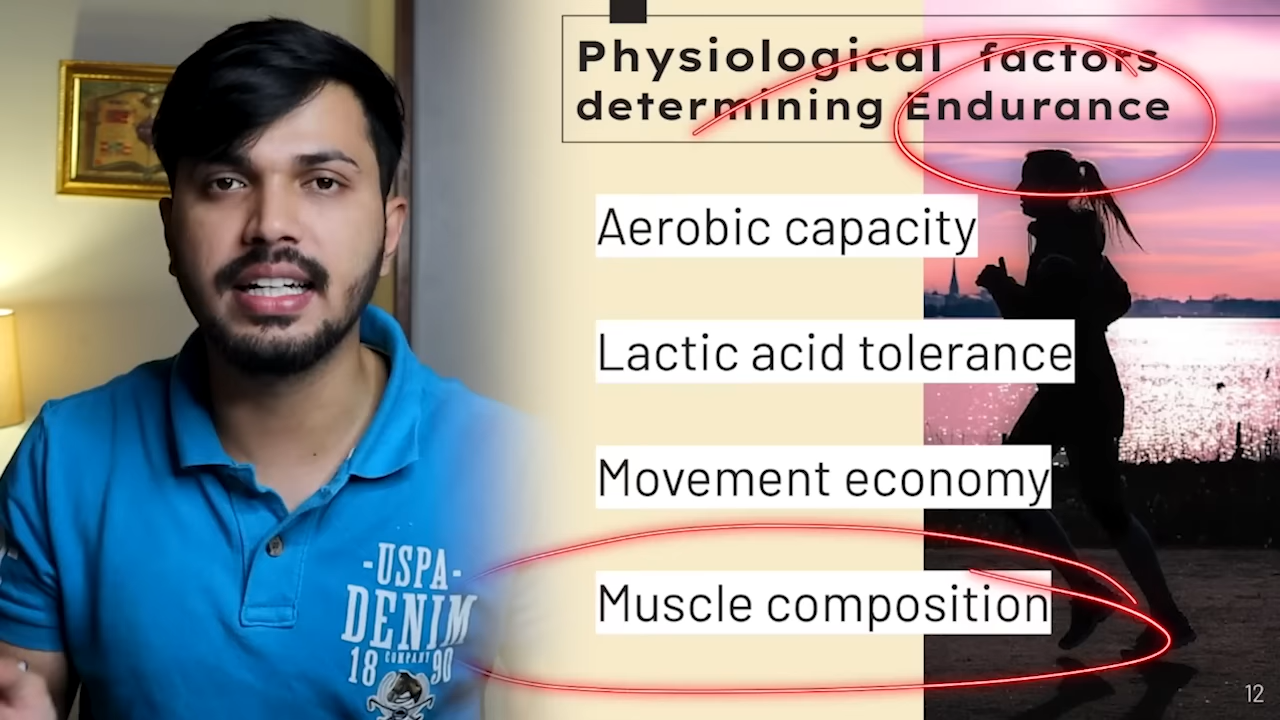 Physiological factors
determining Endurance
Aerobic capacity
Lactic acid tolerance
Movement economy
Muscle composition
-USPA-
DENIM
18 COMPANY 90
12